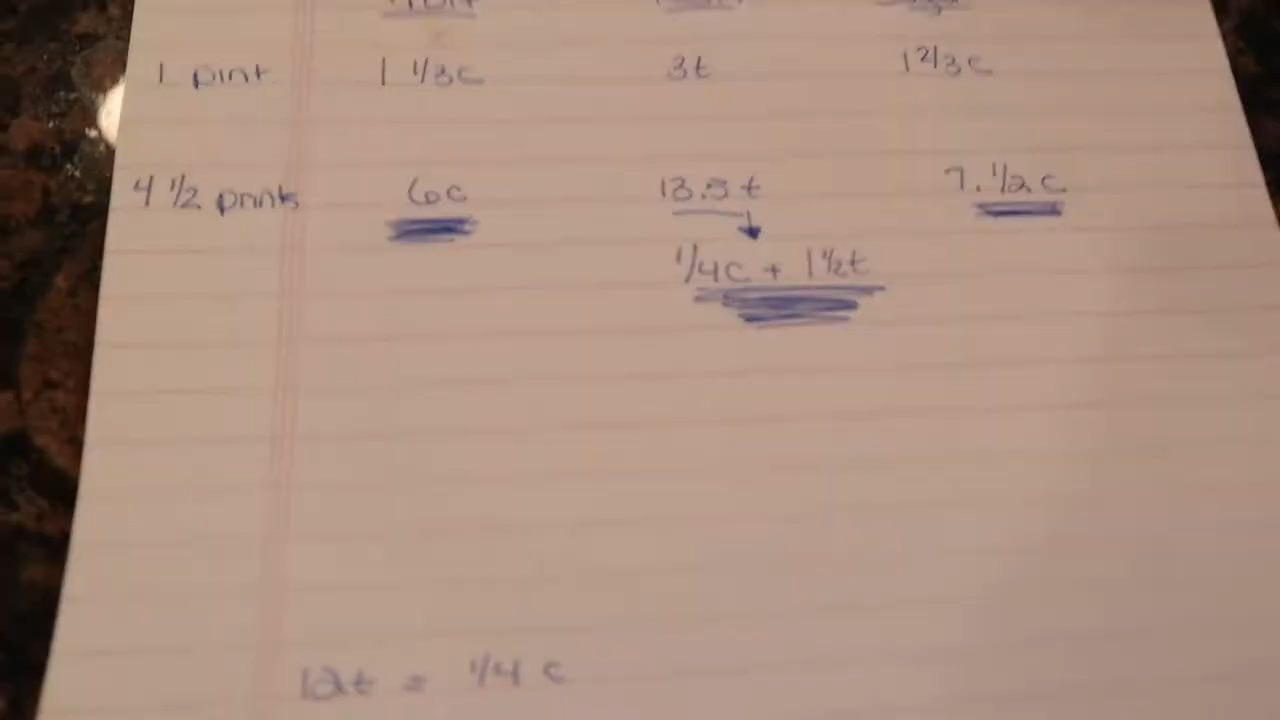 1 pint 1 1/3c 3t 1 2/3c
4 1/2 prints 6c 13.5t 7.1/2c
1/4c + 1 1/2t
12t = 1/4 c